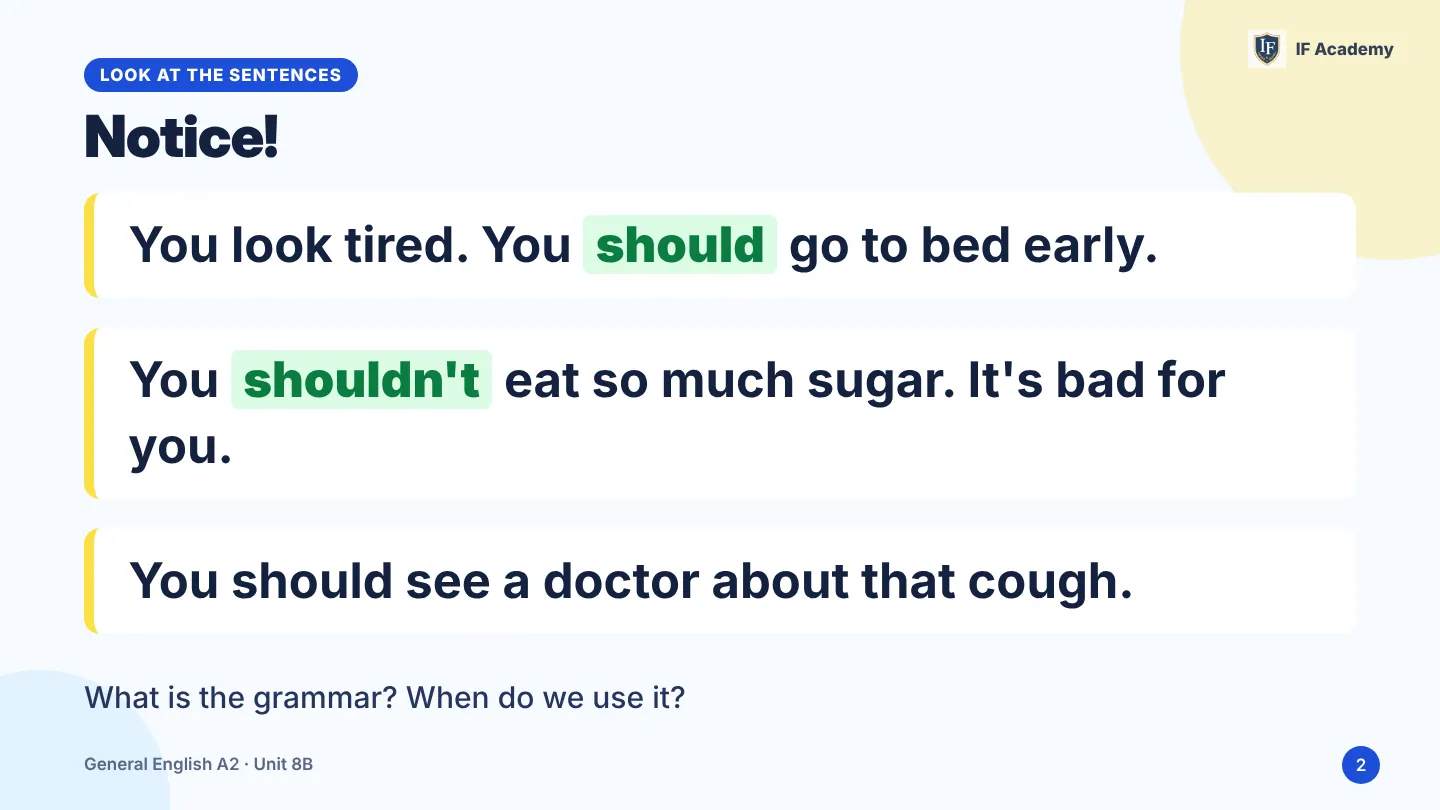 IF
IF Academy
LOOK AT THE SENTENCES
Notice!
You look tired. You should go to bed early.
You shouldn't eat so much sugar. It's bad for
you.
You should see a doctor about that cough.
What is the grammar? When do we use it?
General English A2 · Unit 8B
2